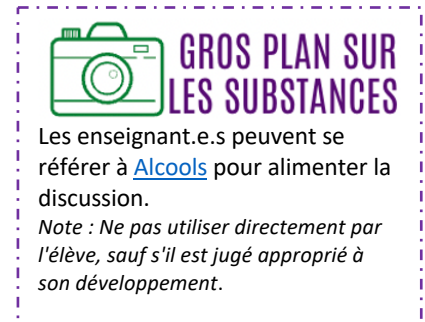 GROS PLAN SUR
LES SUBSTANCES
Les enseignant.e.s peuvent se
référer à Alcools pour alimenter la
discussion.
Note : Ne pas utiliser directement par
l'élève, sauf s'il est jugé approprié à
son développement.